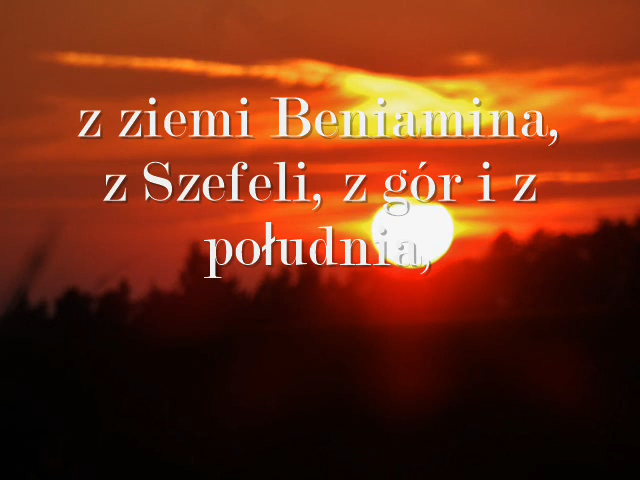 z ziemi Beniamina,
z Szefeli, z gór i z
południa,